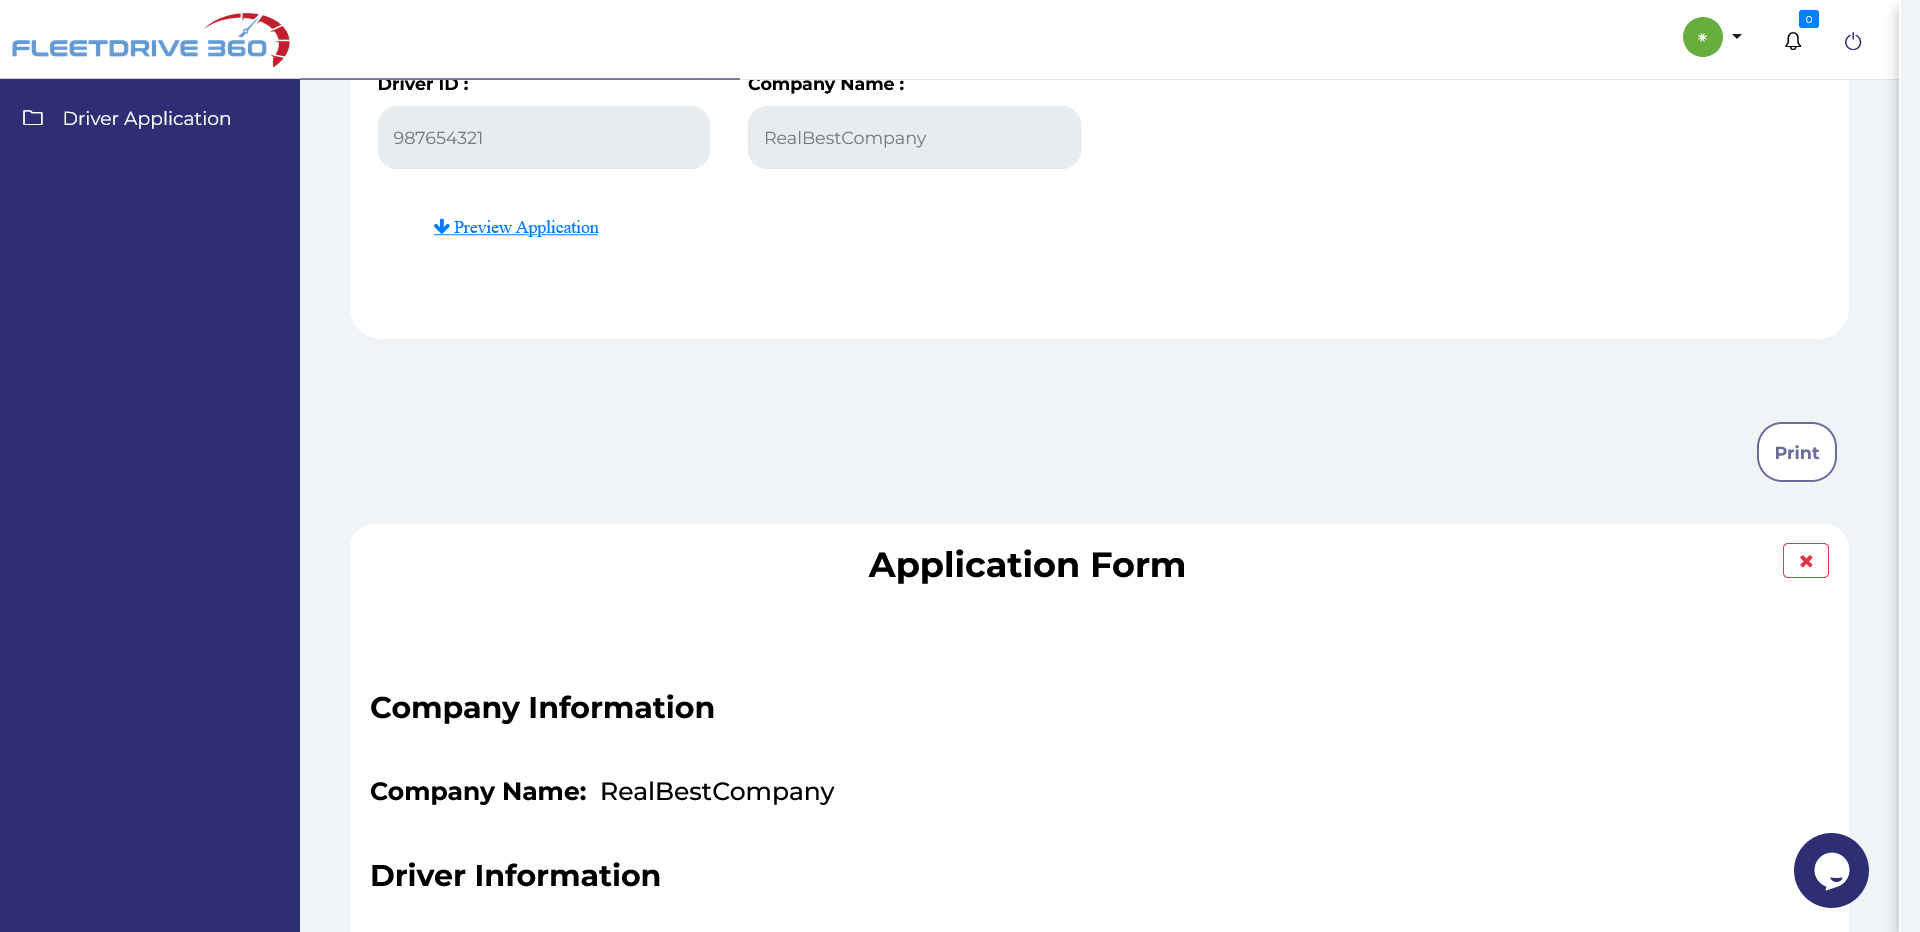 FLEETDRIVE 360
0
Driver Application
Driver ID :
Company Name :
987654321
RealBestCompany
Preview Application
Print
Application Form
Company Information
Company Name: RealBestCompany
Driver Information